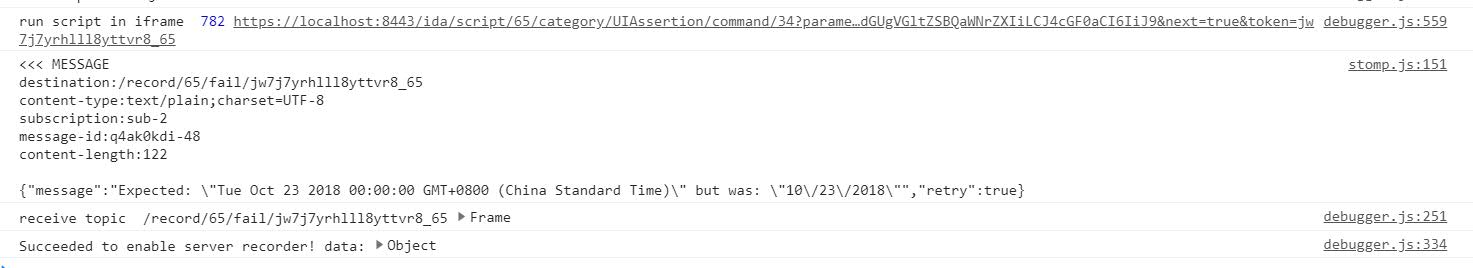 run script in iframe 782 https://localhost:8443/ida/script/65/category/UIAssertion/command/34?parame…dGUgVGltZSBQaWNrZXIiLCJ4cGF0aCI6IiJ9&next=true&token=jw debugger.js:559
7j7yrhlll8yttvr8_65
<<< MESSAGE stomp.js:151
destination:/record/65/fail/jw7j7yrhlll8yttvr8_65
content-type:text/plain;charset=UTF-8
subscription:sub-2
message-id:q4ak0kdi-48
content-length:122
{"message":"Expected: \"Tue Oct 23 2018 00:00:00 GMT+0800 (China Standard Time)\" but was: \"10\/23\/2018\"","retry":true}
receive topic /record/65/fail/jw7j7yrhlll8yttvr8_65 ▶Frame debugger.js:251
Succeeded to enable server recorder! data: ▶Object debugger.js:334